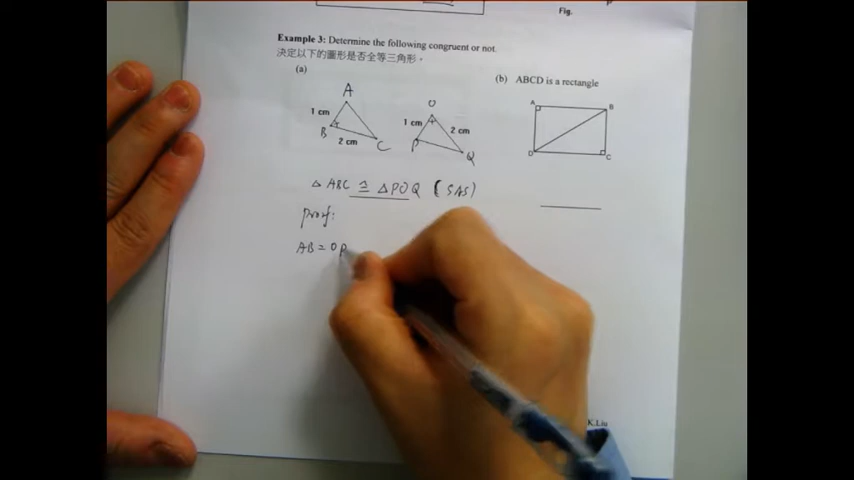 Fig.
Example 3: Determine the following congruent or not.
決定以下的圖形是否全等三角形。
(a)
(b) ABCD is a rectangle
A
1 cm
B
2 cm
C
O
1 cm
2 cm
P
Q
A
B
D
C
△ ABC ≅ △POQ (SAS)
Proof:
AB = OP
K.Liu